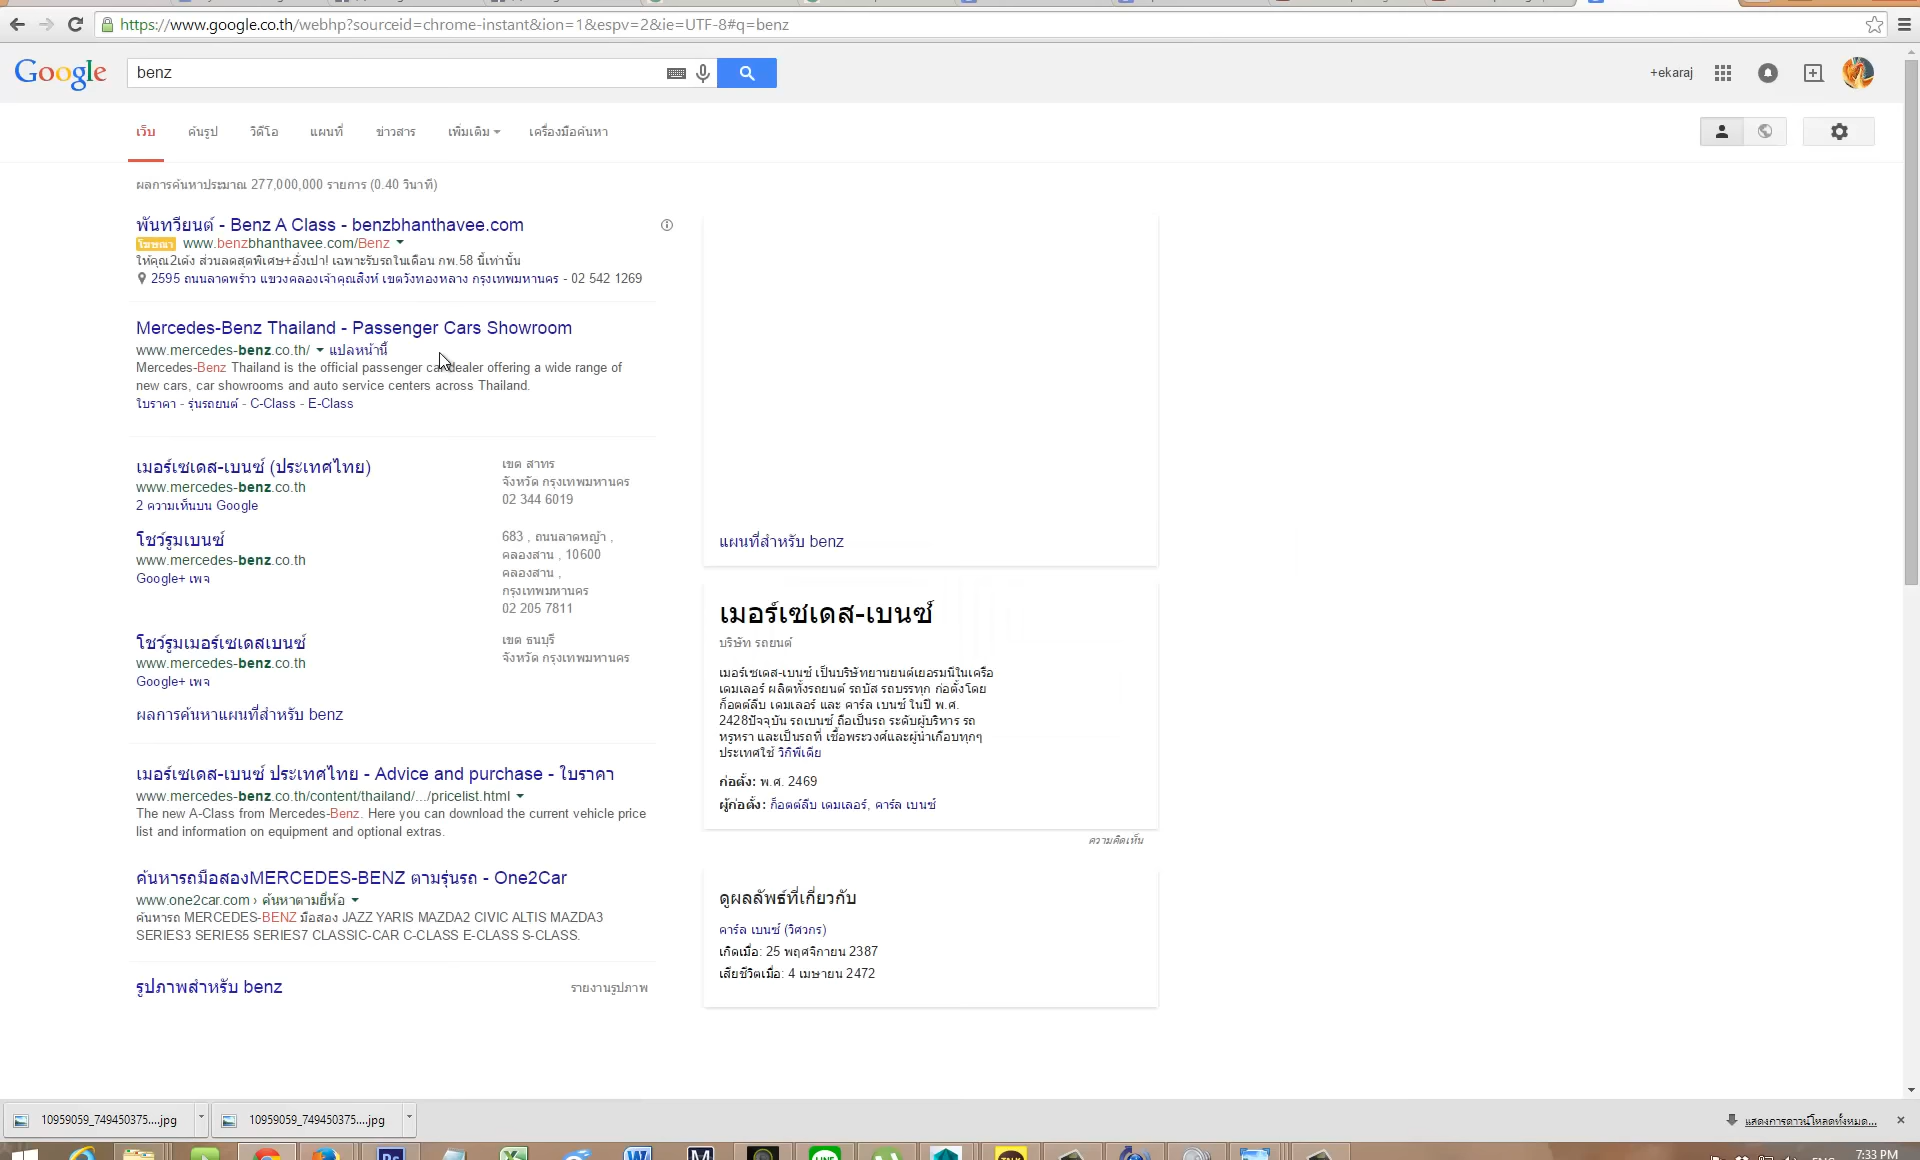 https://www.google.co.th/webhp?sourceid=chrome-instant&ion=1&espv=2&ie=UTF-8#q=benz
Google
benz
+ekaraj
เว็บ ค้นรูป วิดีโอ แผนที่ ข่าวสาร เพิ่มเติม เครื่องมือค้นหา
ผลการค้นหาประมาณ 277,000,000 รายการ (0.40 วินาที)
พันทวียนต์ - Benz A Class - benzbhanthavee.com
โฆษณา www.benzbhanthavee.com/Benz
ให้คุณ2เด้ง ส่วนลดสุดพิเศษ+อั่งเปา! เฉพาะรับรถในเดือน กพ.58 นี้เท่านั้น
2595 ถนนลาดพร้าว แขวงคลองเจ้าคุณสิงห์ เขตวังทองหลาง กรุงเทพมหานคร - 02 542 1269
Mercedes-Benz Thailand - Passenger Cars Showroom
www.mercedes-benz.co.th/ แปลหน้านี้
Mercedes-Benz Thailand is the official passenger car dealer offering a wide range of
new cars, car showrooms and auto service centers across Thailand.
ใบราคา - รุ่นรถยนต์ - C-Class - E-Class
เมอร์เซเดส-เบนซ์ (ประเทศไทย)
www.mercedes-benz.co.th
2 ความเห็นบน Google
เขต สาทร
จังหวัด กรุงเทพมหานคร
02 344 6019
โชว์รูมเบนซ์
www.mercedes-benz.co.th
Google+ เพจ
683 , ถนนลาดหญ้า ,
คลองสาน , 10600
คลองสาน ,
กรุงเทพมหานคร
02 205 7811
โชว์รูมเมอร์เซเดสเบนซ์
www.mercedes-benz.co.th
Google+ เพจ
เขต ธนบุรี
จังหวัด กรุงเทพมหานคร
ผลการค้นหาแผนที่สำหรับ benz
เมอร์เซเดส-เบนซ์ ประเทศไทย - Advice and purchase - ใบราคา
www.mercedes-benz.co.th/content/thailand/.../pricelist.html
The new A-Class from Mercedes-Benz. Here you can download the current vehicle price
list and information on equipment and optional extras.
ค้นหารถมือสองMERCEDES-BENZ ตามรุ่นรถ - One2Car
www.one2car.com › ค้นหาตามยี่ห้อ
ค้นหารถ MERCEDES-BENZ มือสอง JAZZ YARIS MAZDA2 CIVIC ALTIS MAZDA3
SERIES3 SERIES5 SERIES7 CLASSIC-CAR C-CLASS E-CLASS S-CLASS.
รูปภาพสำหรับ benz
รายงานรูปภาพ
แผนที่สำหรับ benz
เมอร์เซเดส-เบนซ์
บริษัท รถยนต์
เมอร์เซเดส-เบนซ์ เป็นบริษัทยานยนต์เยอรมนีในเครือ
เดมเลอร์ ผลิตทั้งรถยนต์ รถบัส รถบรรทุก ก่อตั้งโดย
ก็อตต์ลีบ เดมเลอร์ และ คาร์ล เบนซ์ ในปี พ.ศ.
2428ปัจจุบัน รถเบนซ์ ถือเป็นรถ ระดับผู้บริหาร รถ
หรูหรา และเป็นรถที่ เชื้อพระวงศ์และผู้นำเกือบทุกๆ
ประเทศใช้ วิกิพีเดีย
ก่อตั้ง: พ.ศ. 2469
ผู้ก่อตั้ง: ก็อตต์ลีบ เดมเลอร์, คาร์ล เบนซ์
ความคิดเห็น
ดูผลลัพธ์ที่เกี่ยวกับ
คาร์ล เบนซ์ (วิศวกร)
เกิดเมื่อ: 25 พฤศจิกายน 2387
เสียชีวิตเมื่อ: 4 เมษายน 2472
10959059_749450375....jpg
10959059_749450375....jpg
แสดงการดาวน์โหลดทั้งหมด...
7:33 PM